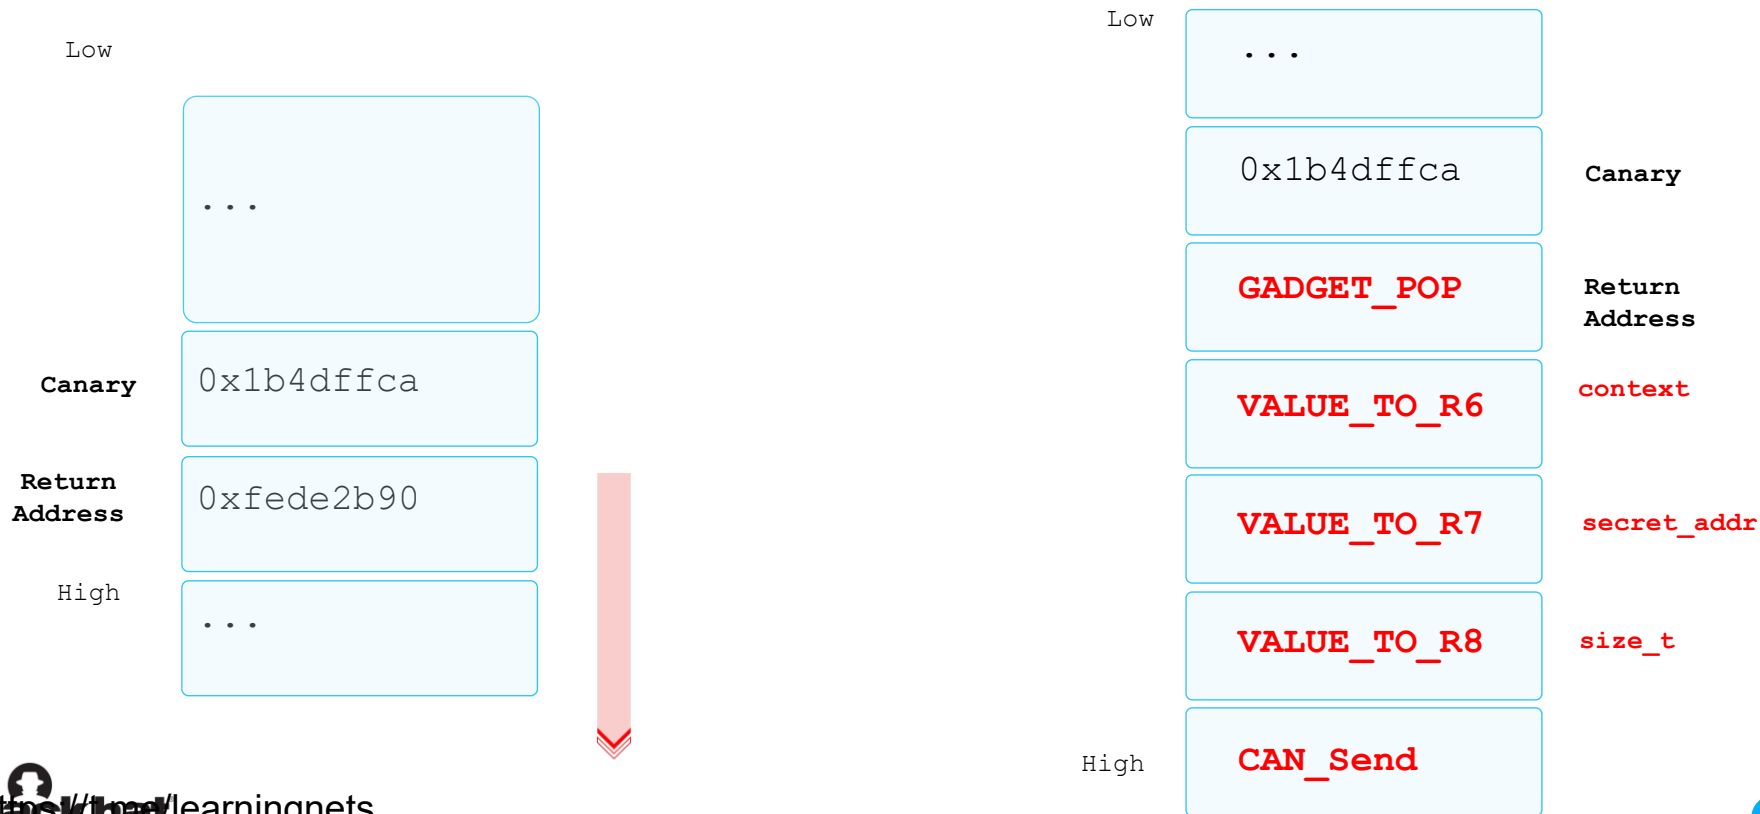 Low
...
Canary
0x1b4dffca
Return
Address
0xfede2b90
High
...
Low
...
0x1b4dffca
Canary
GADGET_POP
Return
Address
VALUE_TO_R6
context
VALUE_TO_R7
secret_addr
VALUE_TO_R8
size_t
High
CAN_Send
/learningnets